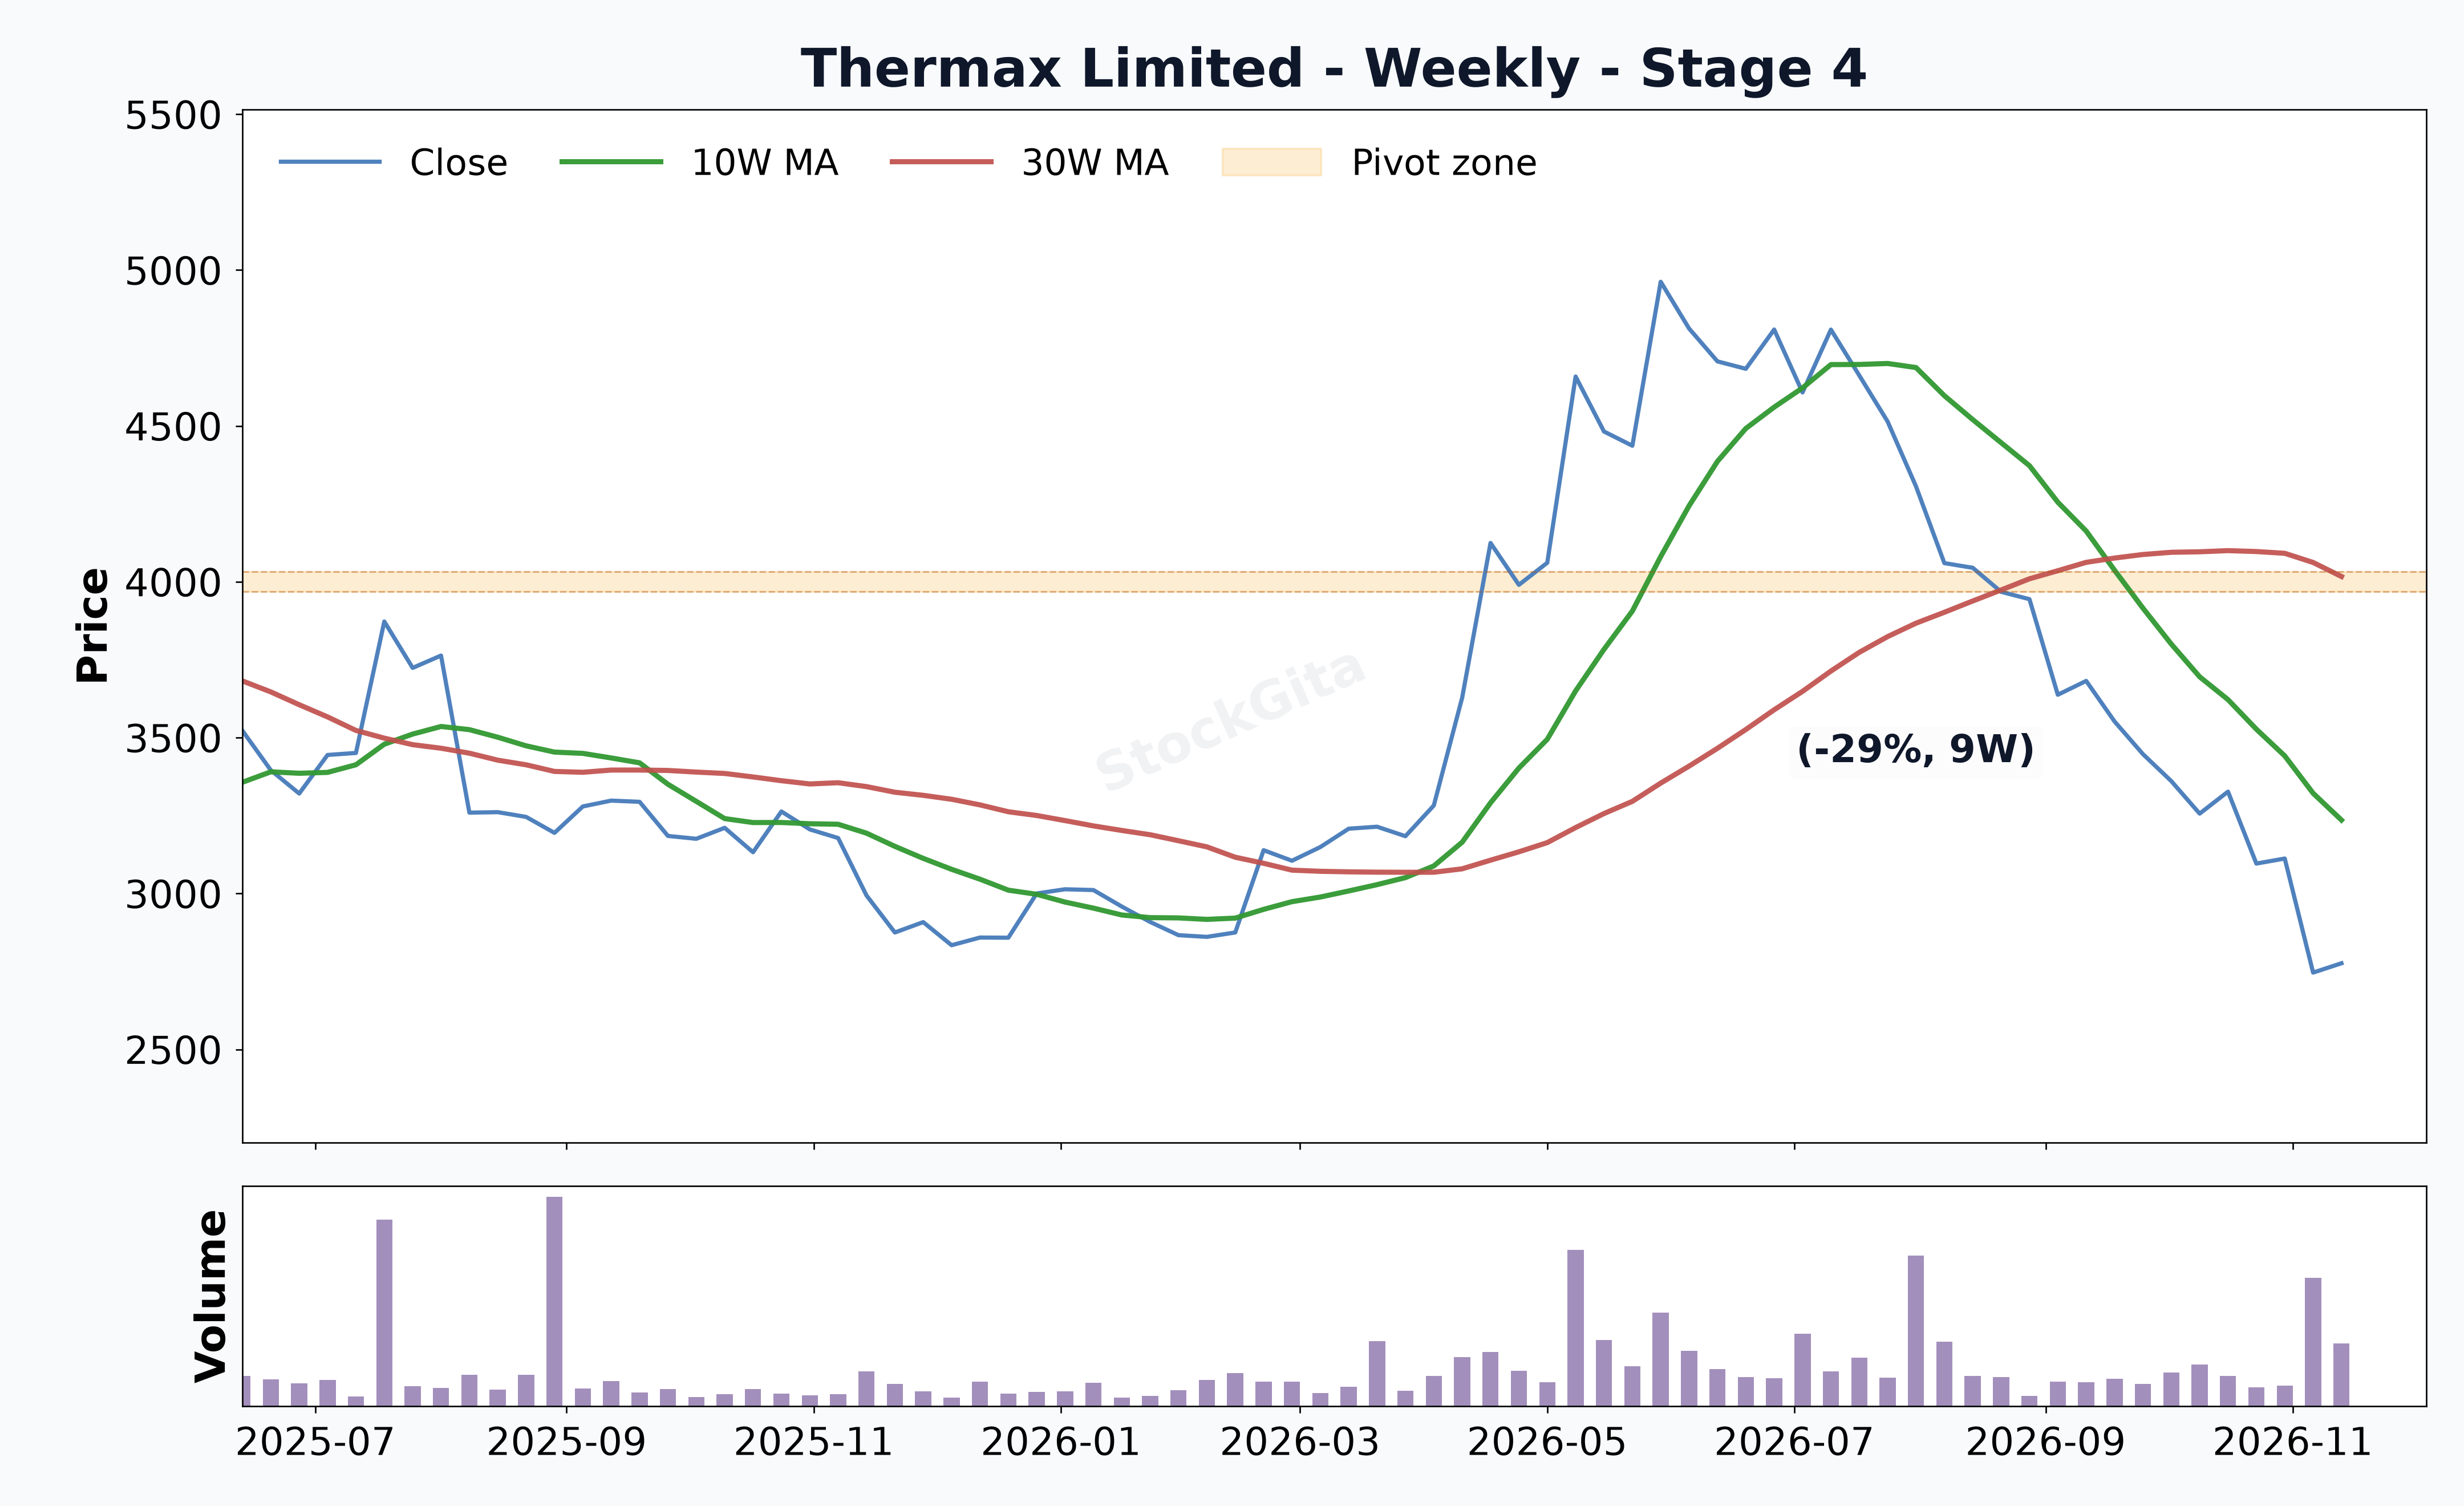 Thermax Limited - Weekly - Stage 4
Close
10W MA
30W MA
Pivot zone
5500
5000
4500
4000
3500
3000
2500
Price
StockGita
(-29%, 9W)
Volume
2025-07
2025-09
2025-11
2026-01
2026-03
2026-05
2026-07
2026-09
2026-11